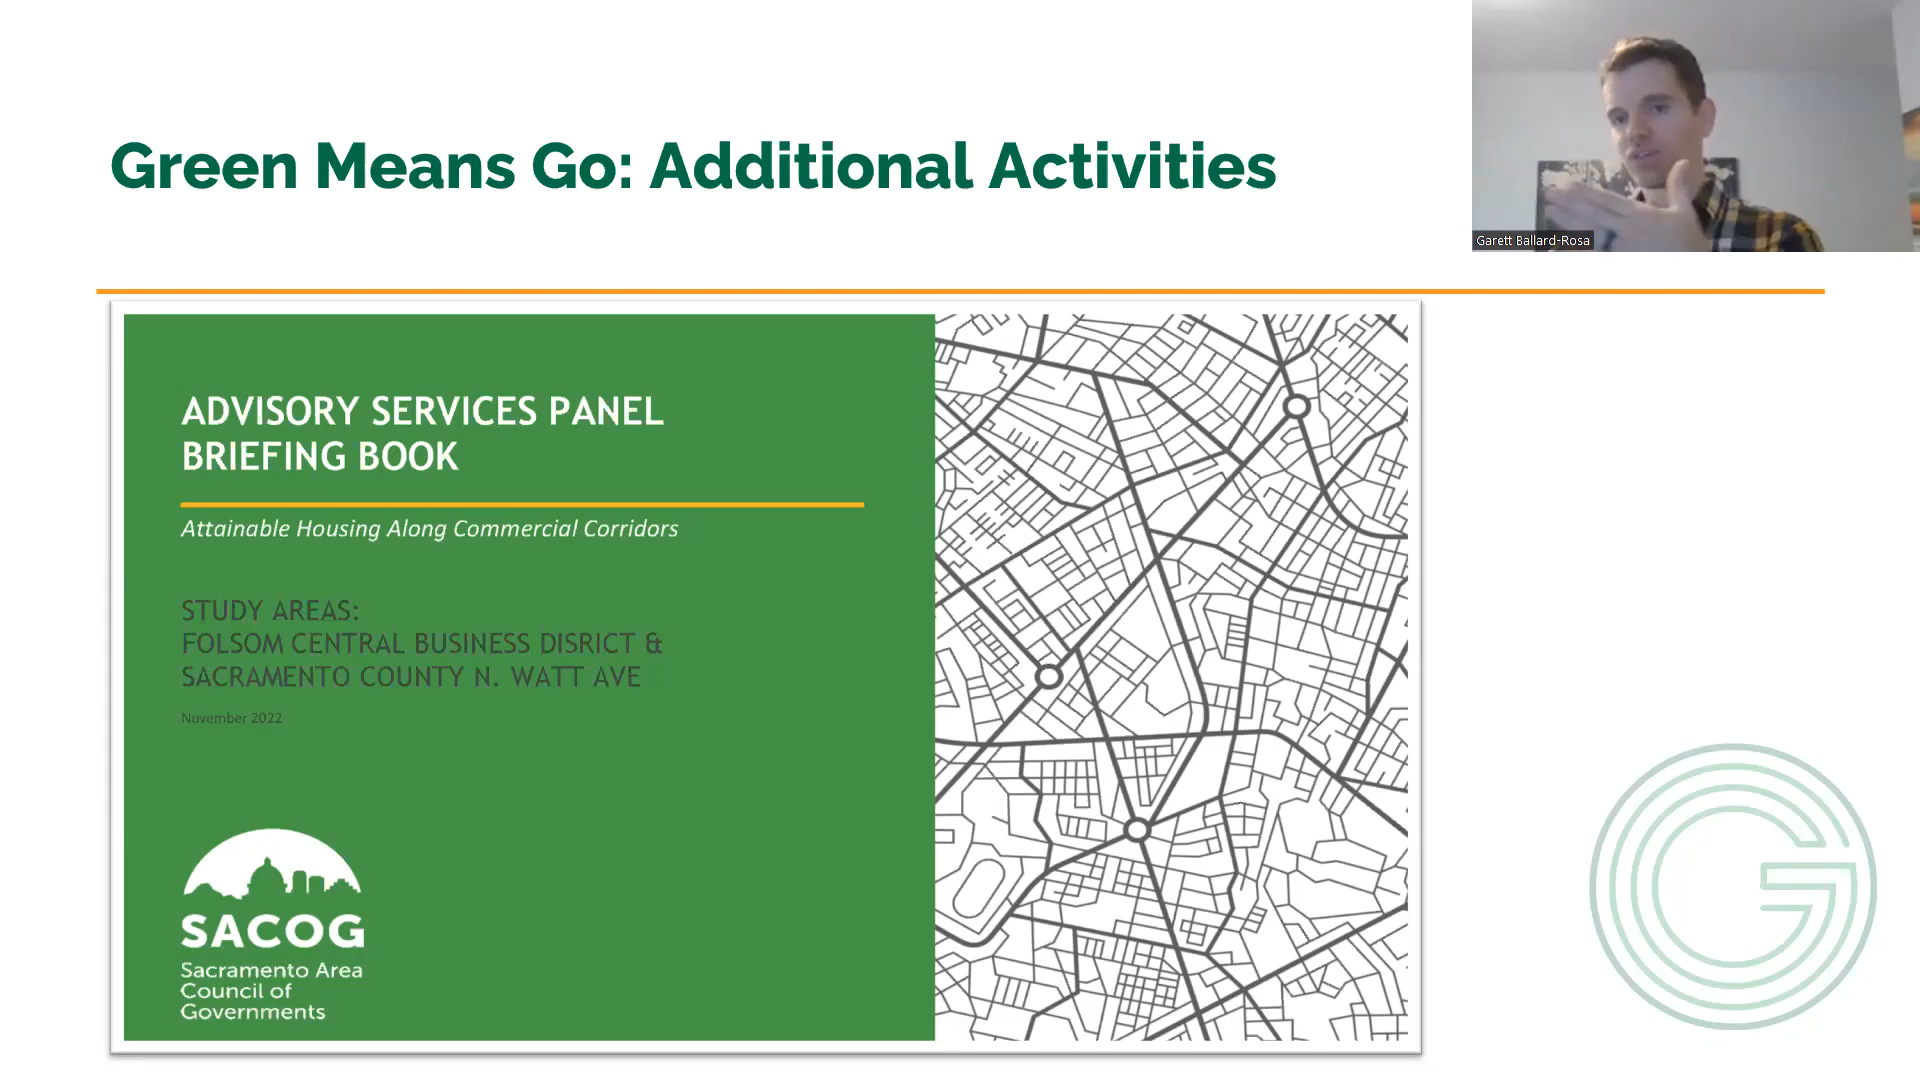 Green Means Go: Additional Activities
Garett Ballard-Rosa
ADVISORY SERVICES PANEL
BRIEFING BOOK
Attainable Housing Along Commercial Corridors
STUDY AREAS:
FOLSOM CENTRAL BUSINESS DISRICT &
SACRAMENTO COUNTY N. WATT AVE
November 2022
SACOG
Sacramento Area
Council of
Governments
G